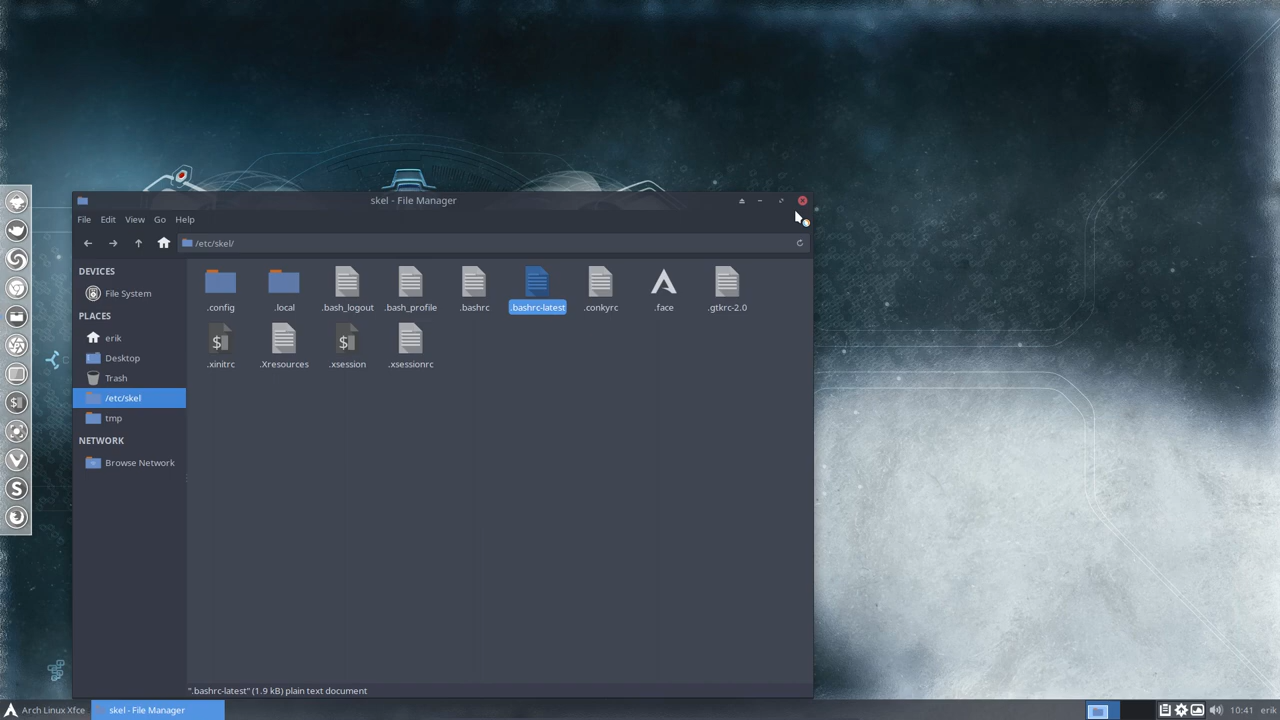 skel - File Manager
File Edit View Go Help
/etc/skel/
DEVICES
File System
PLACES
erik
Desktop
Trash
/etc/skel
tmp
NETWORK
Browse Network
.config .local .bash_logout .bash_profile .bashrc .bashrc-latest .conkyrc .face .gtkrc-2.0
.xinitrc .Xresources .xsession .xsessionrc
".bashrc-latest" (1.9 kB) plain text document
Arch Linux Xfce skel - File Manager 10:41 erik